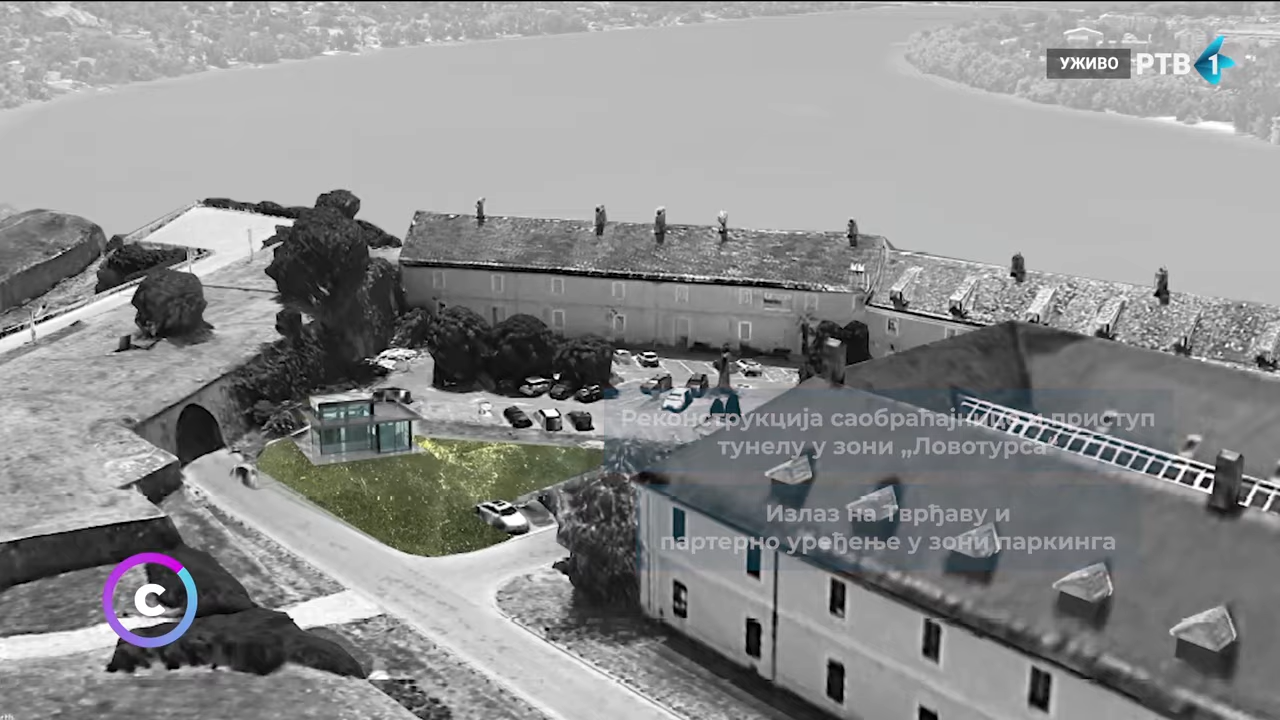 УЖИВО РТВ 1
Реконструкција саобраћајнице и приступ
тунелу у зони „Ловотурса“
Излаз на Тврђаву и
партерно уређење у зони паркинга
C